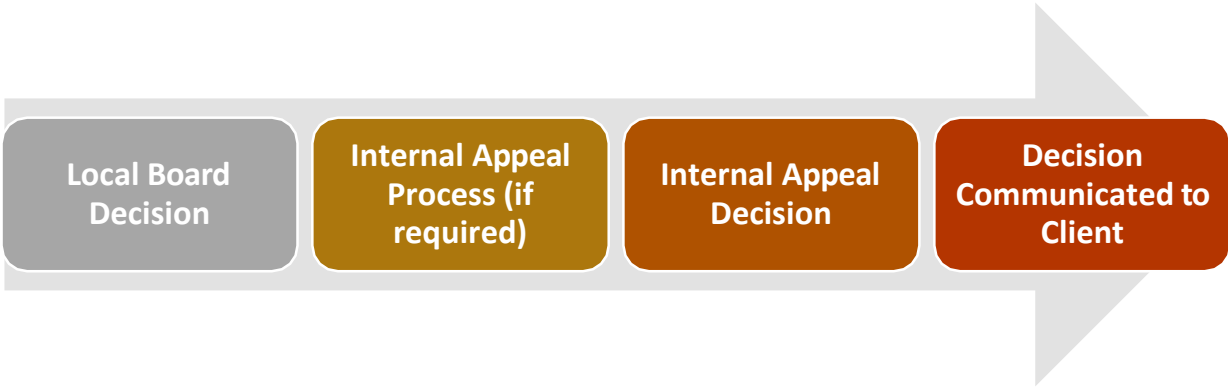 Local Board
Decision
Internal Appeal
Process (if
required)
Internal Appeal
Decision
Decision
Communicated to
Client